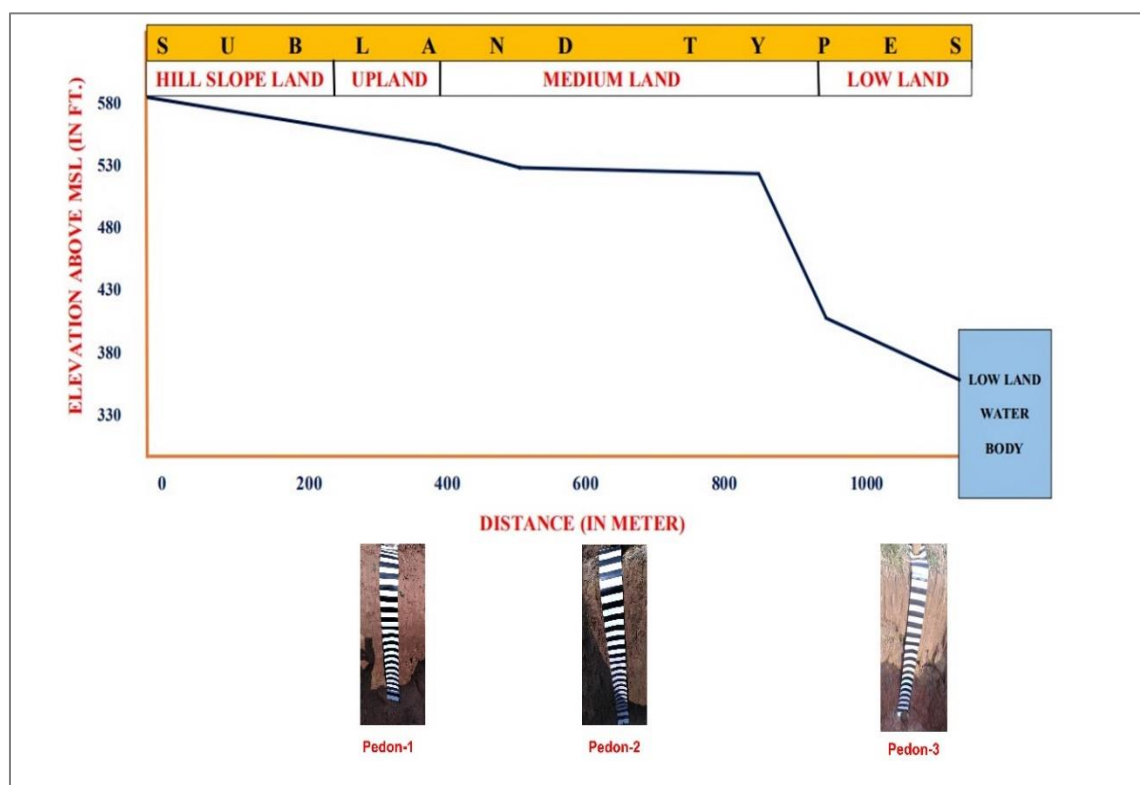 S U B L A N D T Y P E S
HILL SLOPE LAND UPLAND MEDIUM LAND LOW LAND
ELEVATION ABOVE MSL (IN FT.)
580
530
480
430
380
330
LOW LAND
WATER
BODY
0 200 400 600 800 1000
DISTANCE (IN METER)
Pedon-1 Pedon-2 Pedon-3